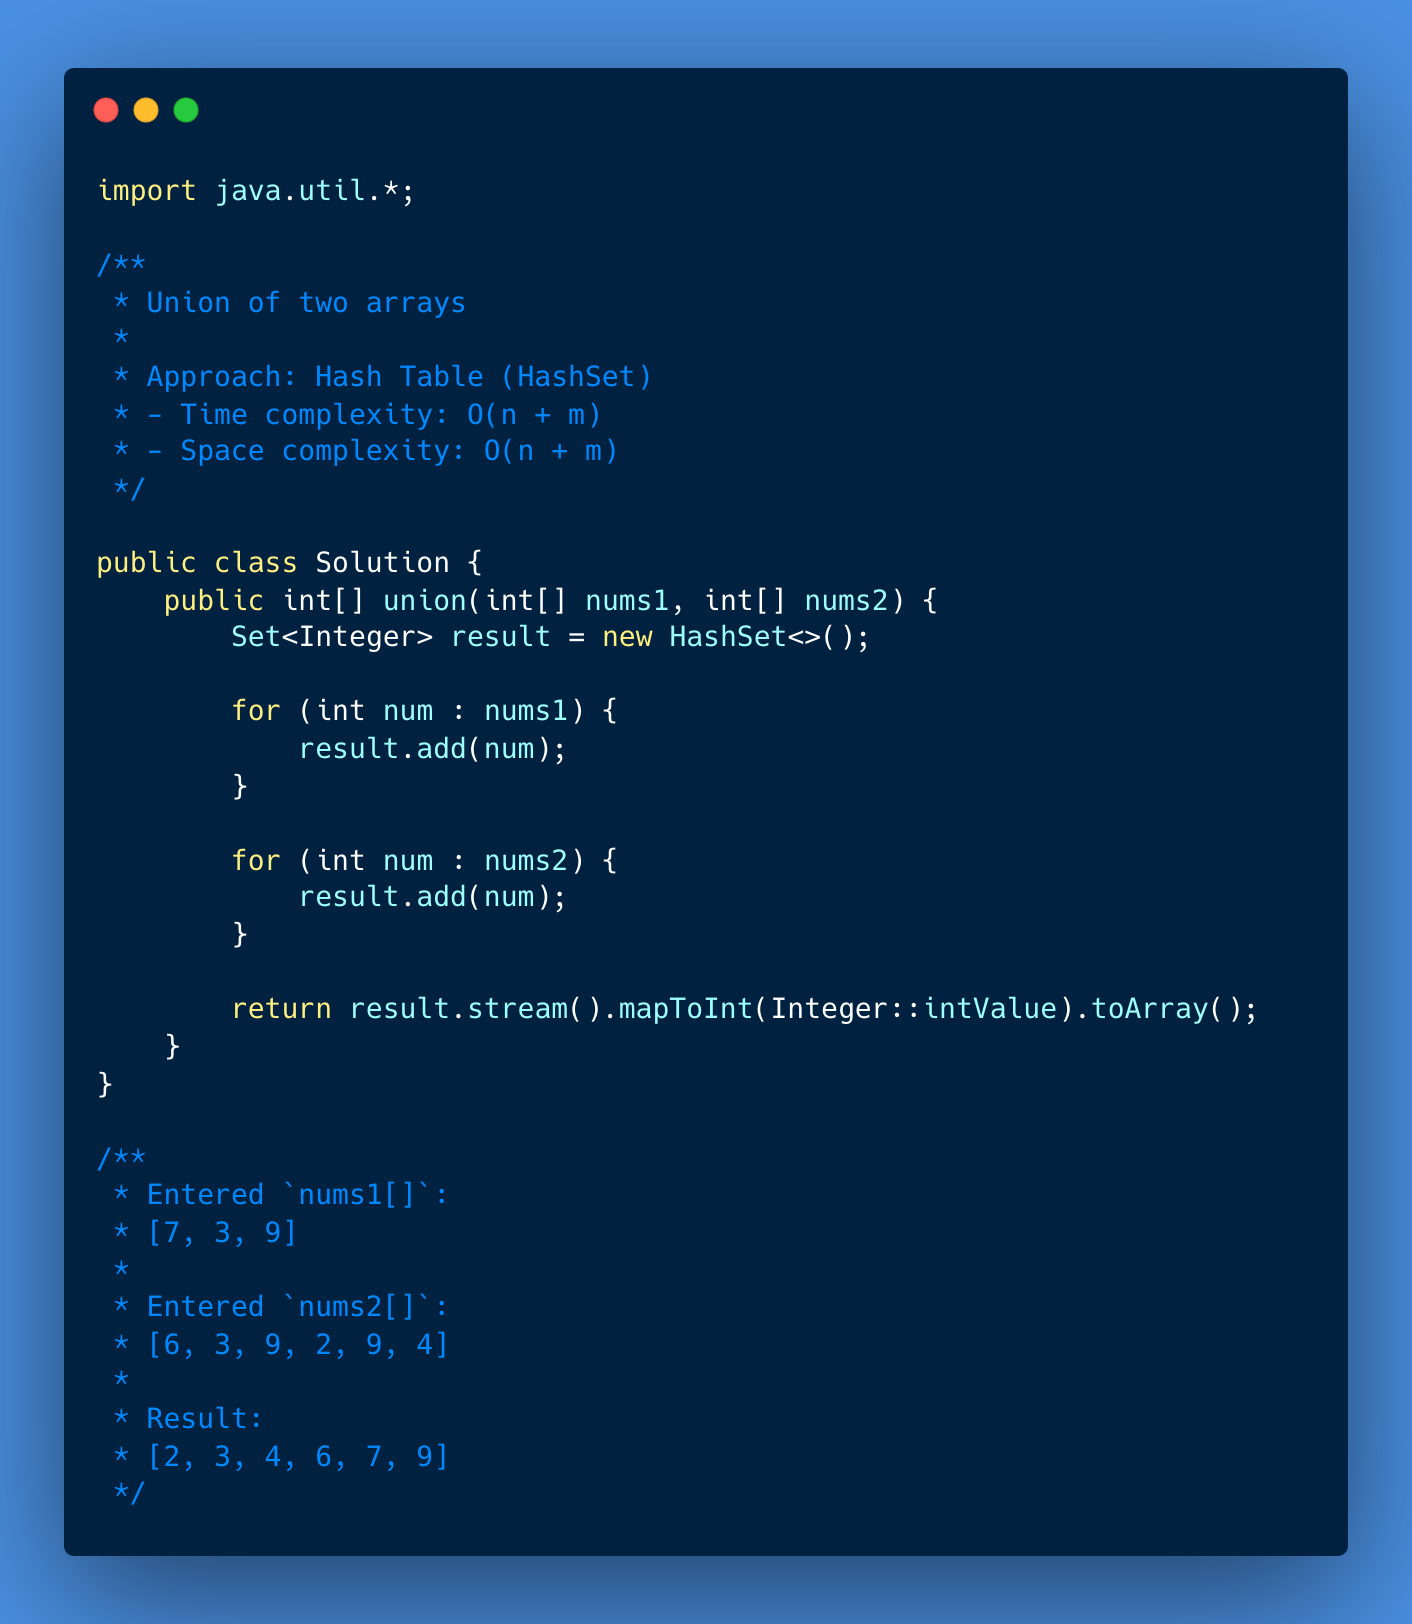 import java.util.*;

/**
 * Union of two arrays
 *
 * Approach: Hash Table (HashSet)
 * - Time complexity: O(n + m)
 * - Space complexity: O(n + m)
 */

public class Solution {
    public int[] union(int[] nums1, int[] nums2) {
        Set<Integer> result = new HashSet<>();

        for (int num : nums1) {
            result.add(num);
        }

        for (int num : nums2) {
            result.add(num);
        }

        return result.stream().mapToInt(Integer::intValue).toArray();
    }
}

/**
 * Entered `nums1[]`:
 * [7, 3, 9]
 *
 * Entered `nums2[]`:
 * [6, 3, 9, 2, 9, 4]
 *
 * Result:
 * [2, 3, 4, 6, 7, 9]
 */